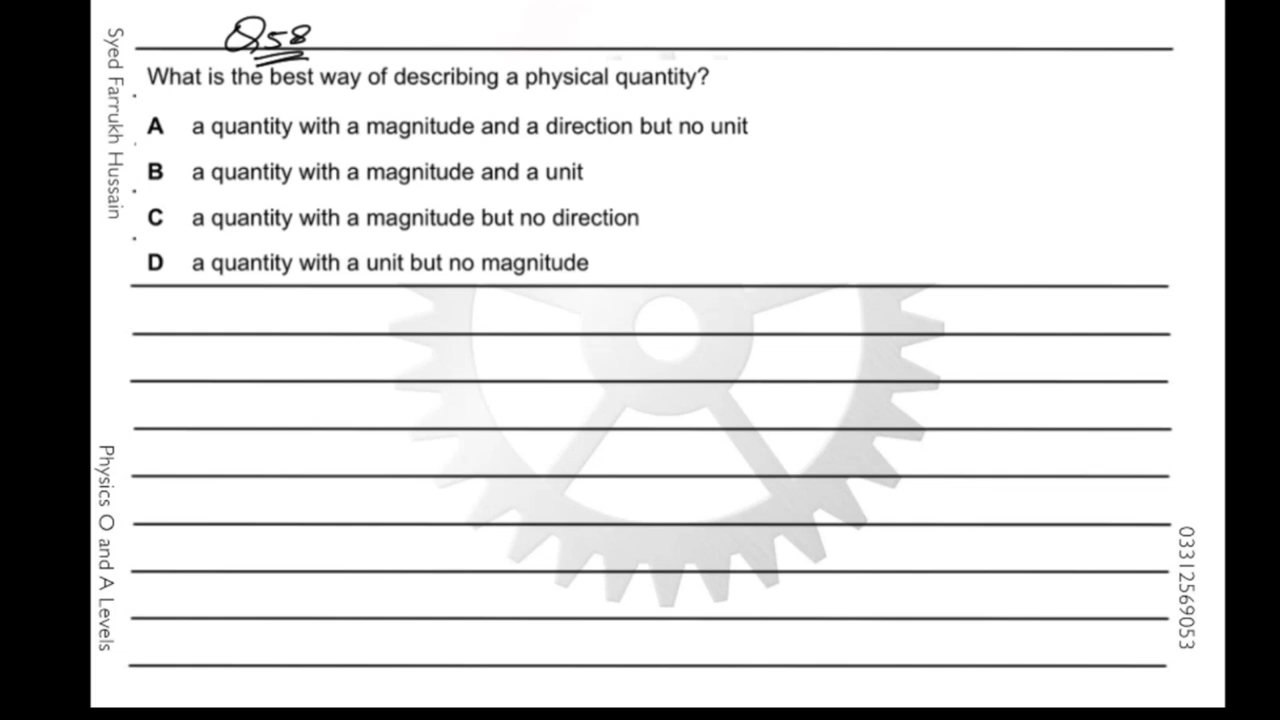 Q58
What is the best way of describing a physical quantity?
A a quantity with a magnitude and a direction but no unit
B a quantity with a magnitude and a unit
C a quantity with a magnitude but no direction
D a quantity with a unit but no magnitude
Syed Farrukh Hussain
Physics O and A Levels
03312569053